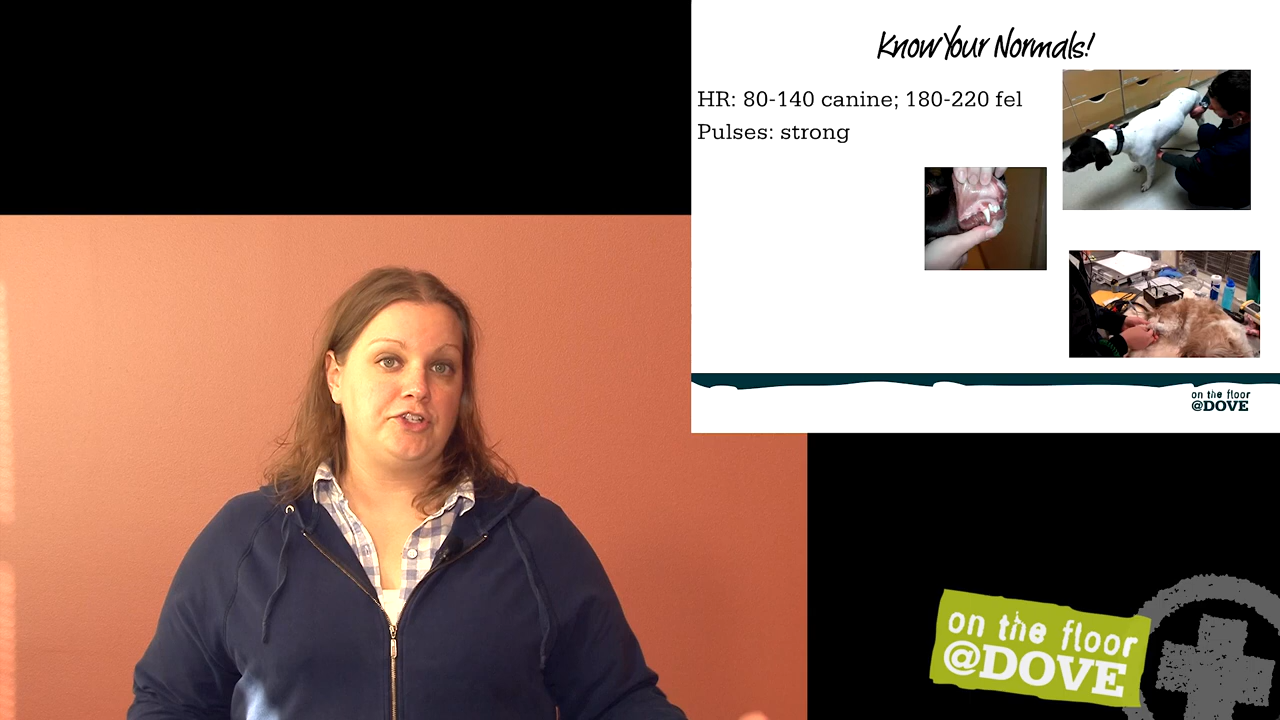 Know Your Normals!
HR: 80-140 canine; 180-220 fel
Pulses: strong
on the floor
@DOVE
on the floor
@DOVE